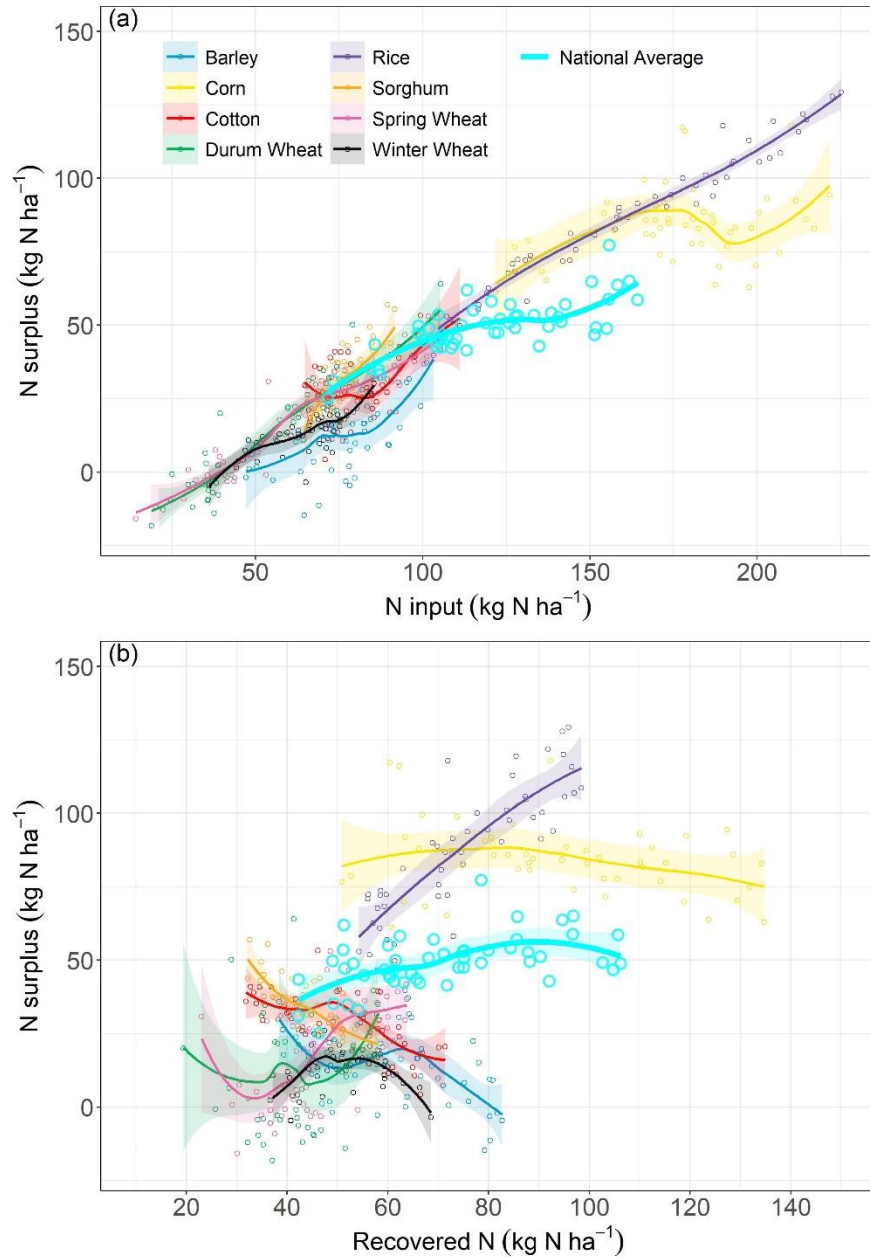 (a)
150
Barley Rice National Average
Corn Sorghum
Cotton Spring Wheat
Durum Wheat Winter Wheat
100
50
0
N surplus (kg N ha⁻¹)
50 100 150 200
N input (kg N ha⁻¹)
(b)
150
100
50
0
N surplus (kg N ha⁻¹)
20 40 60 80 100 120 140
Recovered N (kg N ha⁻¹)